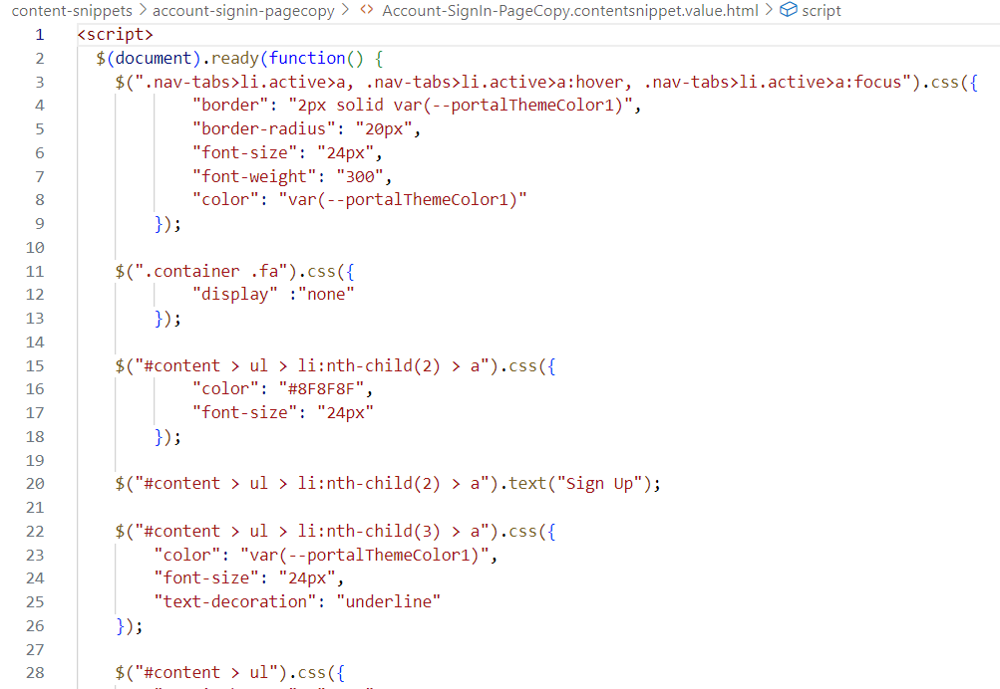 content-snippets > account-signin-pagecopy > <> Account-SignIn-PageCopy.contentsnippet.value.html > script
1 <script>
2 $(document).ready(function() {
3 $(".nav-tabs>li.active>a, .nav-tabs>li.active>a:hover, .nav-tabs>li.active>a:focus").css({
4 "border": "2px solid var(--portalThemeColor1)",
5 "border-radius": "20px",
6 "font-size": "24px",
7 "font-weight": "300",
8 "color": "var(--portalThemeColor1)"
9 });
10
11 $(".container .fa").css({
12 "display" :"none"
13 });
14
15 $("#content > ul > li:nth-child(2) > a").css({
16 "color": "#8F8F8F",
17 "font-size": "24px"
18 });
19
20 $("#content > ul > li:nth-child(2) > a").text("Sign Up");
21
22 $("#content > ul > li:nth-child(3) > a").css({
23 "color": "var(--portalThemeColor1)",
24 "font-size": "24px",
25 "text-decoration": "underline"
26 });
27
28 $("#content > ul").css({